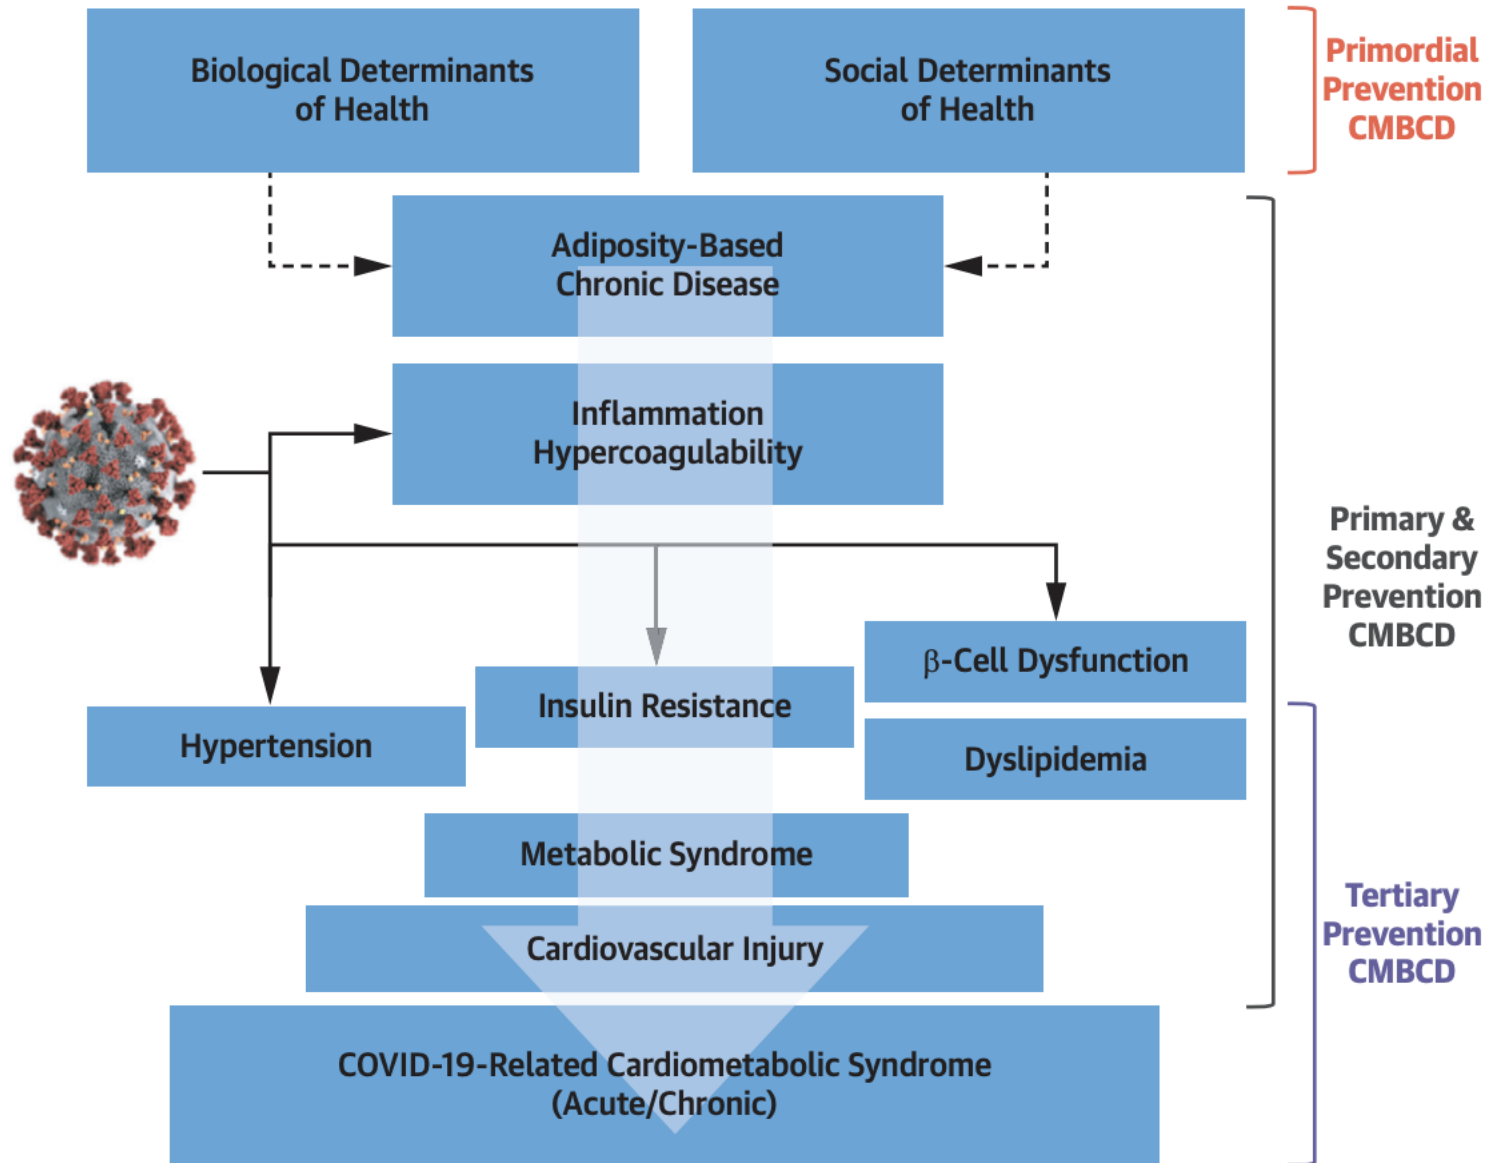 Biological Determinants
of Health
Social Determinants
of Health
Primordial
Prevention
CMBCD
Adiposity-Based
Chronic Disease
Inflammation
Hypercoagulability
Primary &
Secondary
Prevention
CMBCD
β-Cell Dysfunction
Insulin Resistance
Hypertension
Dyslipidemia
Metabolic Syndrome
Tertiary
Prevention
CMBCD
Cardiovascular Injury
COVID-19-Related Cardiometabolic Syndrome
(Acute/Chronic)